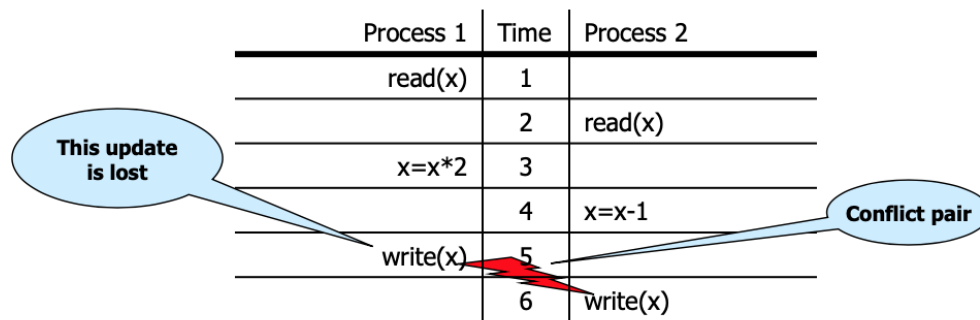 Process 1 Time Process 2
read(x) 1
2 read(x)
This update
is lost
x=x*2 3
4 x=x-1
Conflict pair
write(x) 5
6 write(x)